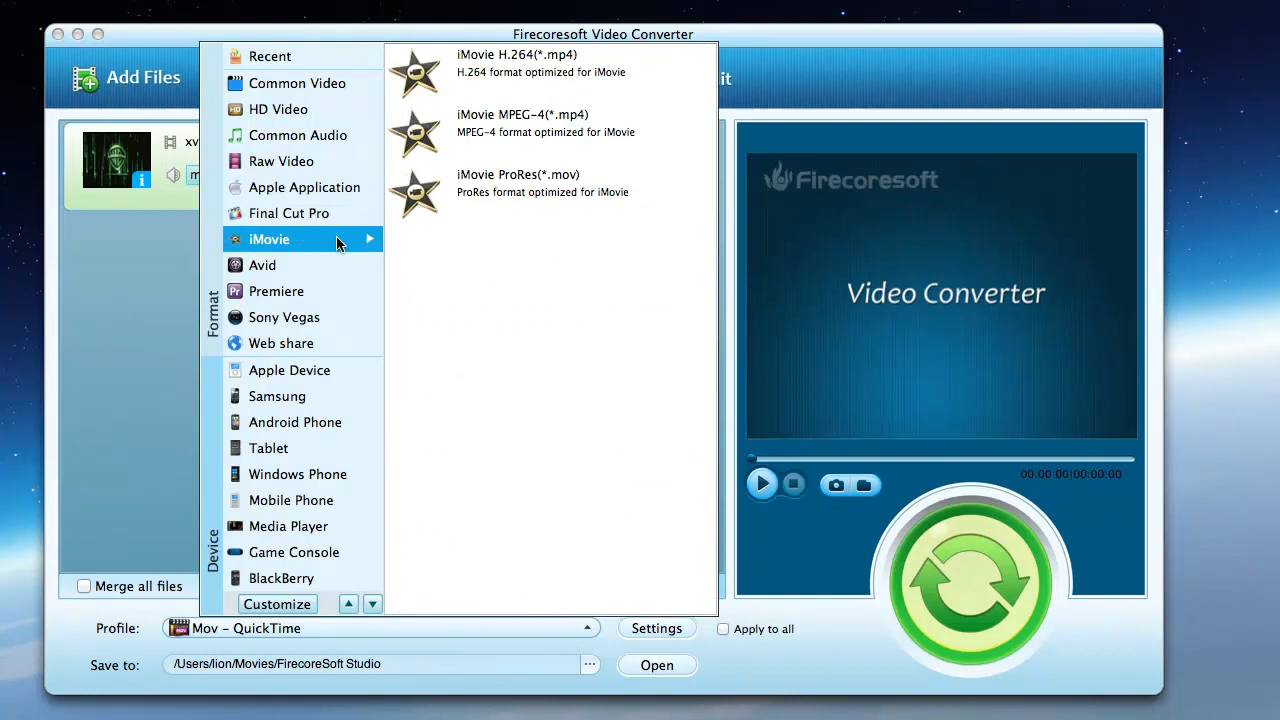 Firecoresoft Video Converter
Add Files
it
xv
m
Format
Recent
Common Video
HD Video
Common Audio
Raw Video
Apple Application
Final Cut Pro
iMovie
Avid
Premiere
Sony Vegas
Web share
Device
Apple Device
Samsung
Android Phone
Tablet
Windows Phone
Mobile Phone
Media Player
Game Console
BlackBerry
Customize
iMovie H.264(*.mp4)
H.264 format optimized for iMovie
iMovie MPEG-4(*.mp4)
MPEG-4 format optimized for iMovie
iMovie ProRes(*.mov)
ProRes format optimized for iMovie
Firecoresoft
Video Converter
00:00:00|00:00:00
Merge all files
Profile: Mov - QuickTime Settings Apply to all
Save to: /Users/lion/Movies/FirecoreSoft Studio ... Open